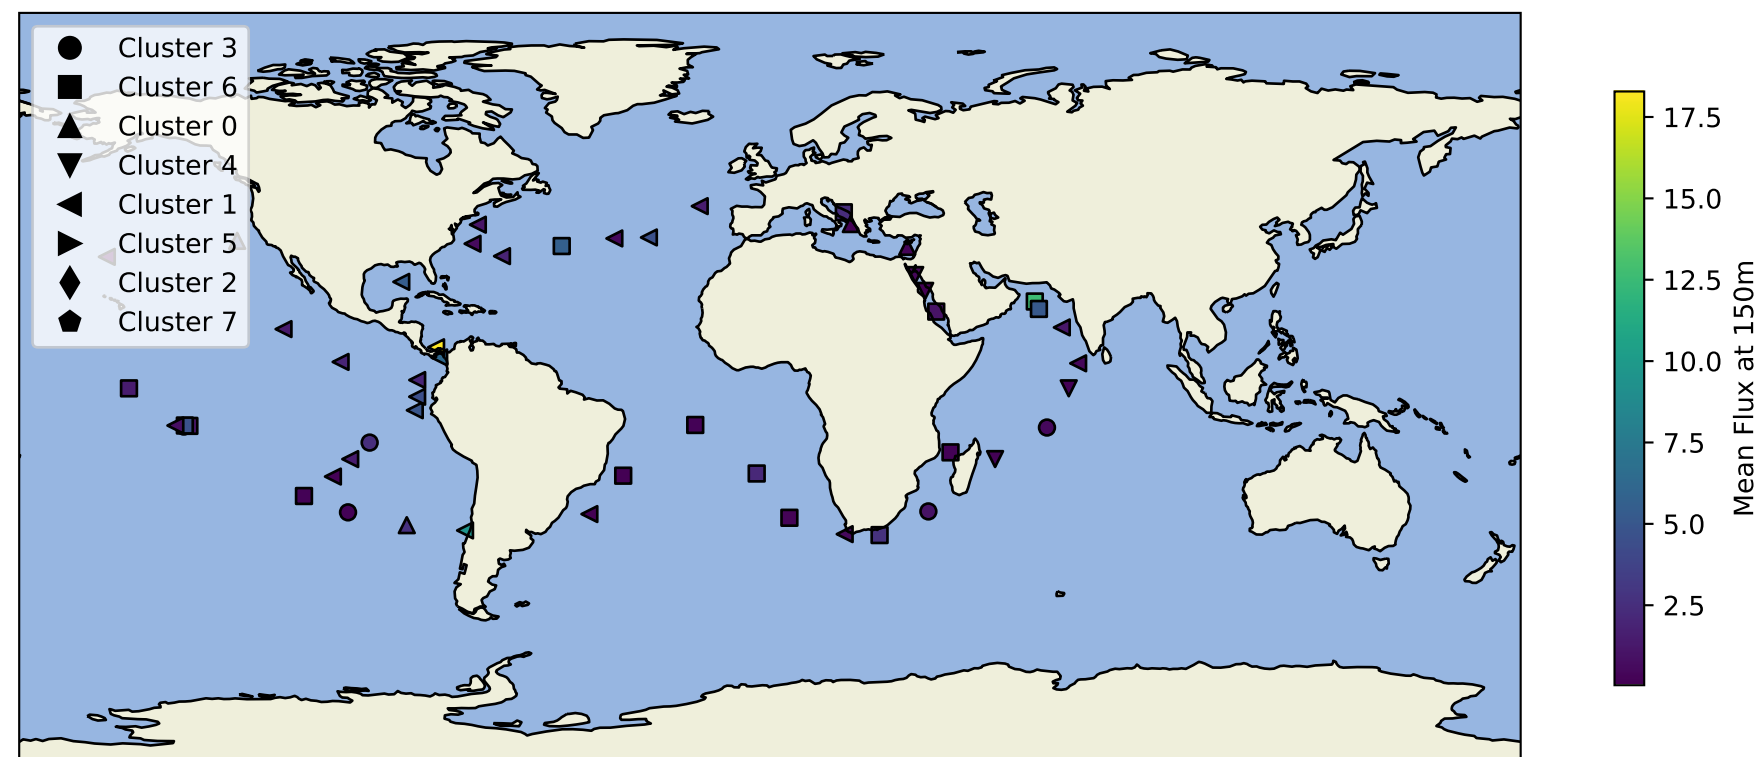 Cluster 3
Cluster 6
Cluster 0
Cluster 4
Cluster 1
Cluster 5
Cluster 2
Cluster 7
17.5
15.0
12.5
10.0
7.5
5.0
2.5
Mean Flux at 150m